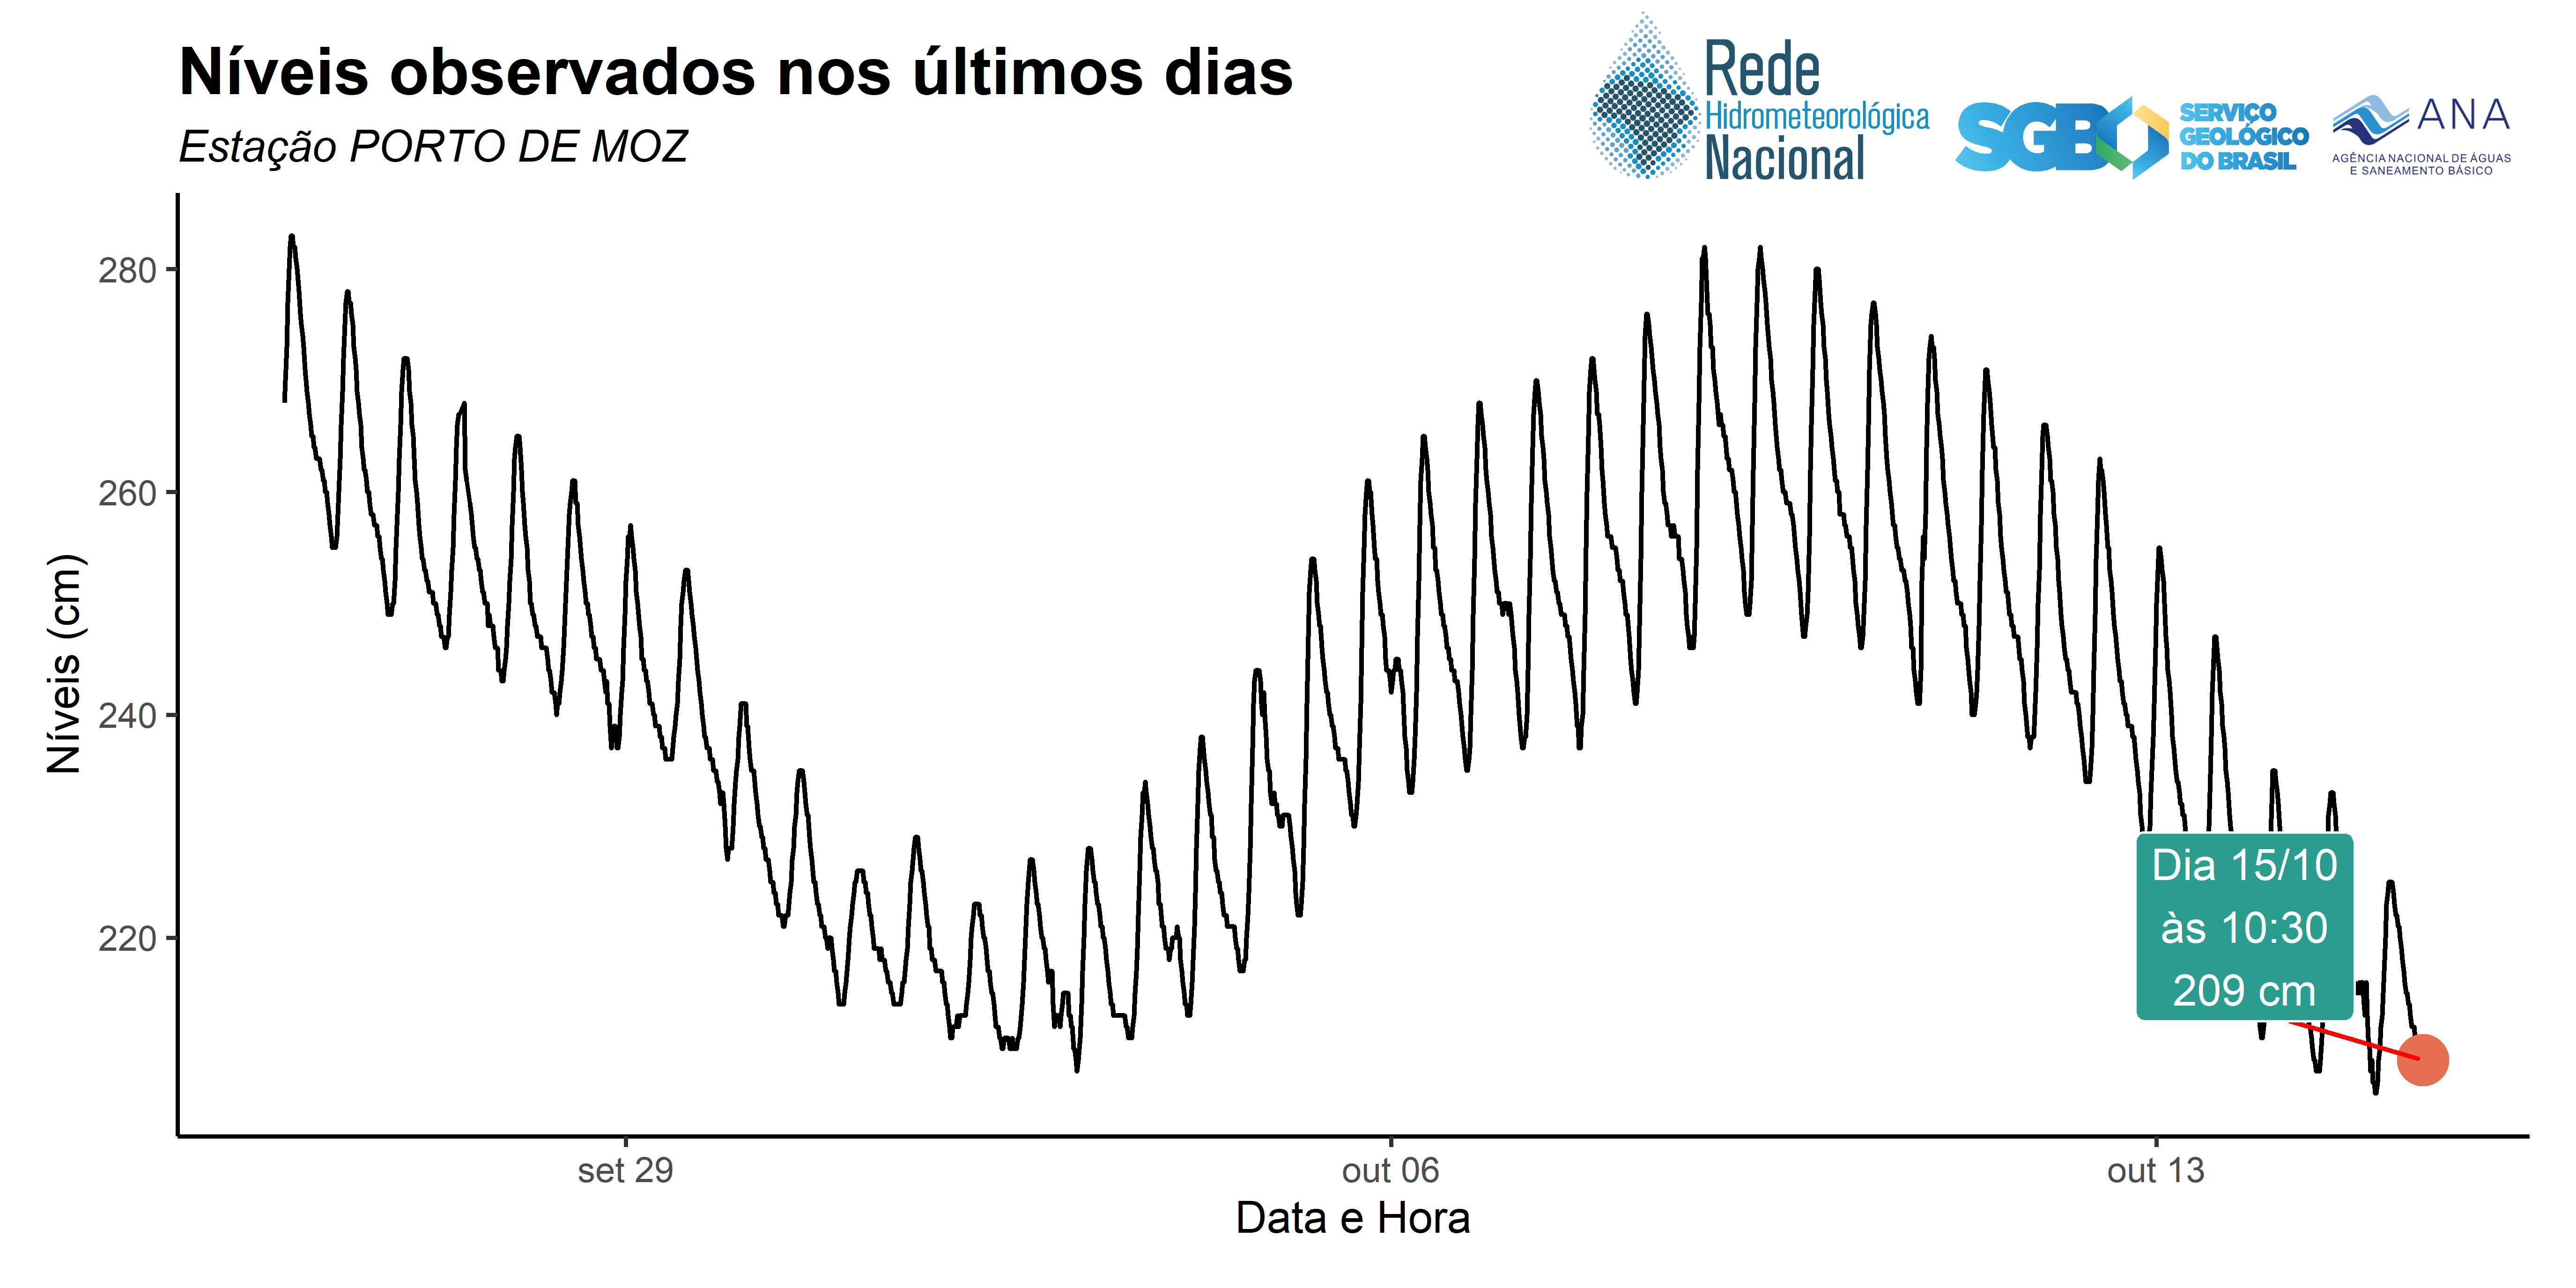 Níveis observados nos últimos dias
Estação PORTO DE MOZ
Rede
Hidrometeorológica
Nacional
SGB
SERVIÇO
GEOLÓGICO
DO BRASIL
ANA
AGÊNCIA NACIONAL DE ÁGUAS
E SANEAMENTO BÁSICO
Níveis (cm)
280
260
240
220
Dia 15/10
às 10:30
209 cm
set 29
out 06
out 13
Data e Hora